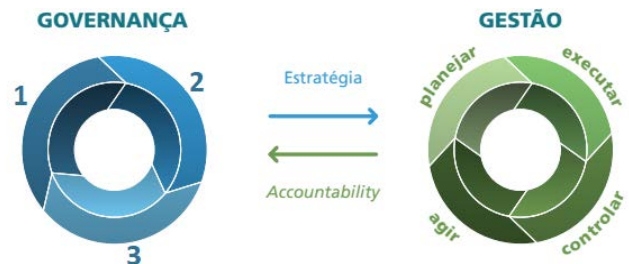 GOVERNANÇA
1
2
3
Estratégia
Accountability
GESTÃO
planejar
executar
controlar
agir